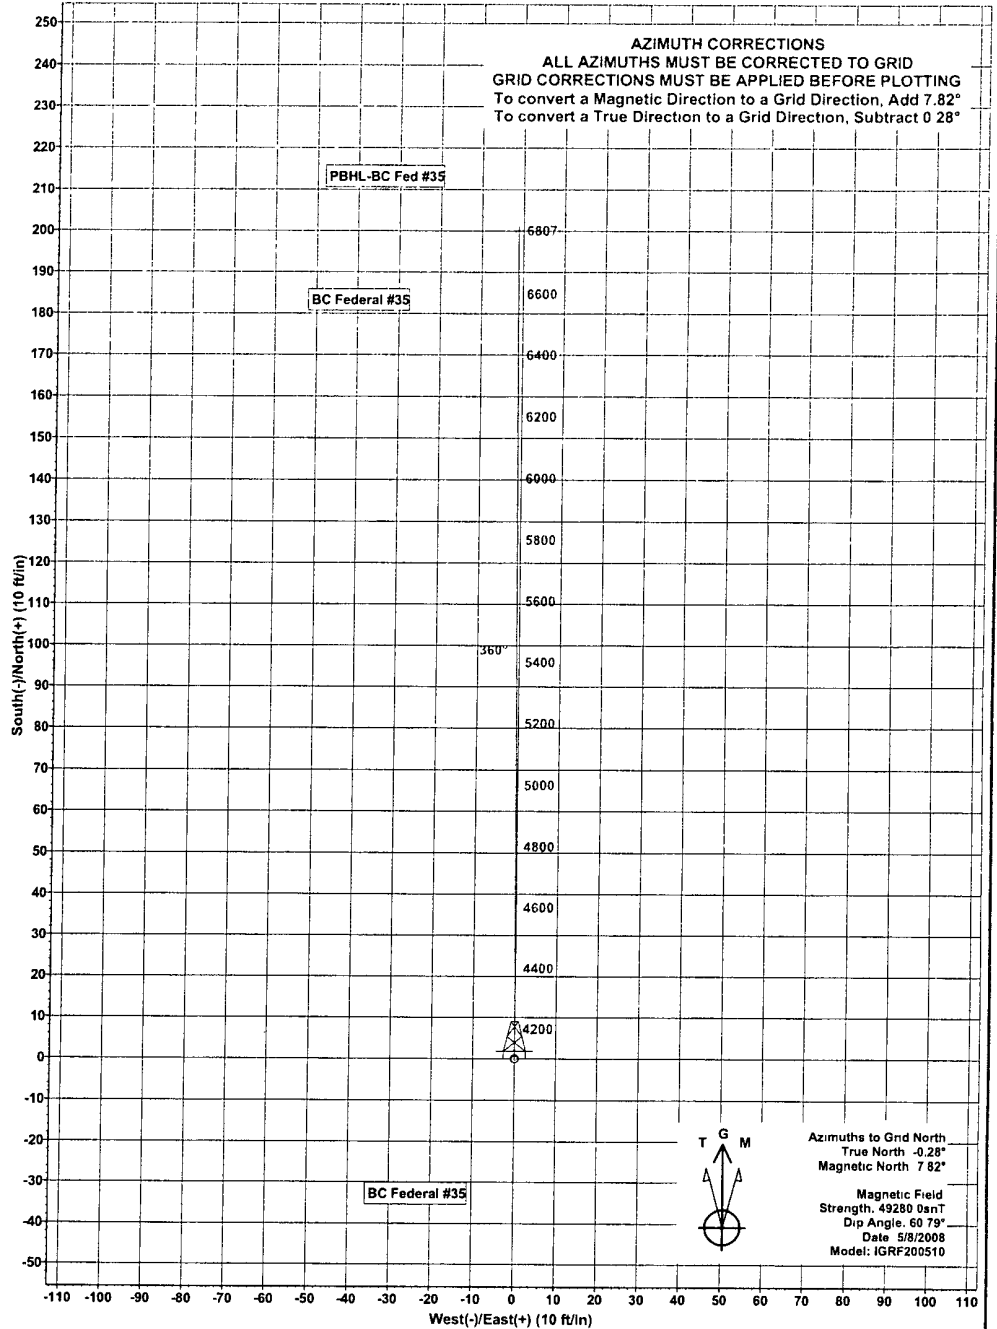 AZIMUTH CORRECTIONS
ALL AZIMUTHS MUST BE CORRECTED TO GRID
GRID CORRECTIONS MUST BE APPLIED BEFORE PLOTTING
To convert a Magnetic Direction to a Grid Direction, Add 7.82°
To convert a True Direction to a Grid Direction, Subtract 0 28°
250
240
230
220
210
200
190
180
170
160
150
140
130
120
110
100
90
80
70
60
50
40
30
20
10
0
-10
-20
-30
-40
-50
South(-)/North(+) (10 ft/in)
PBHL-BC Fed #35
BC Federal #35
6807
6600
6400
6200
6000
5800
5600
360°
5400
5200
5000
4800
4600
4400
4200
BC Federal #35
T G M
Azimuths to Grid North
True North -0.28°
Magnetic North 7 82°
Magnetic Field
Strength. 49280 0snT
Dip Angle. 60 79°
Date 5/8/2008
Model: IGRF200510
-110 -100 -90 -80 -70 -60 -50 -40 -30 -20 -10 0 10 20 30 40 50 60 70 80 90 100 110
West(-)/East(+) (10 ft/in)